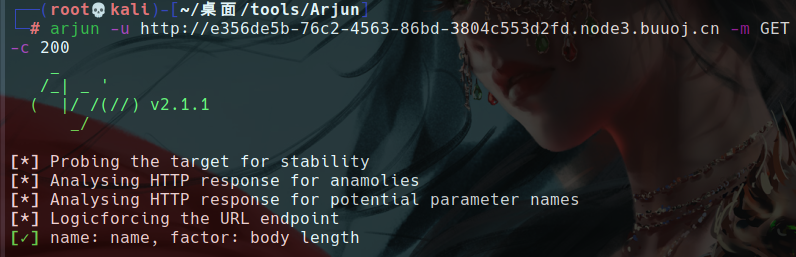 ┌──(root💀kali)-[~/桌面/tools/Arjun]
└─# arjun -u http://e356de5b-76c2-4563-86bd-3804c553d2fd.node3.buuoj.cn -m GET
-c 200
    _
   /_| _ '
  (  |/ /(//) v2.1.1
      _/
[*] Probing the target for stability
[*] Analysing HTTP response for anamolies
[*] Analysing HTTP response for potential parameter names
[*] Logicforcing the URL endpoint
[✓] name: name, factor: body length